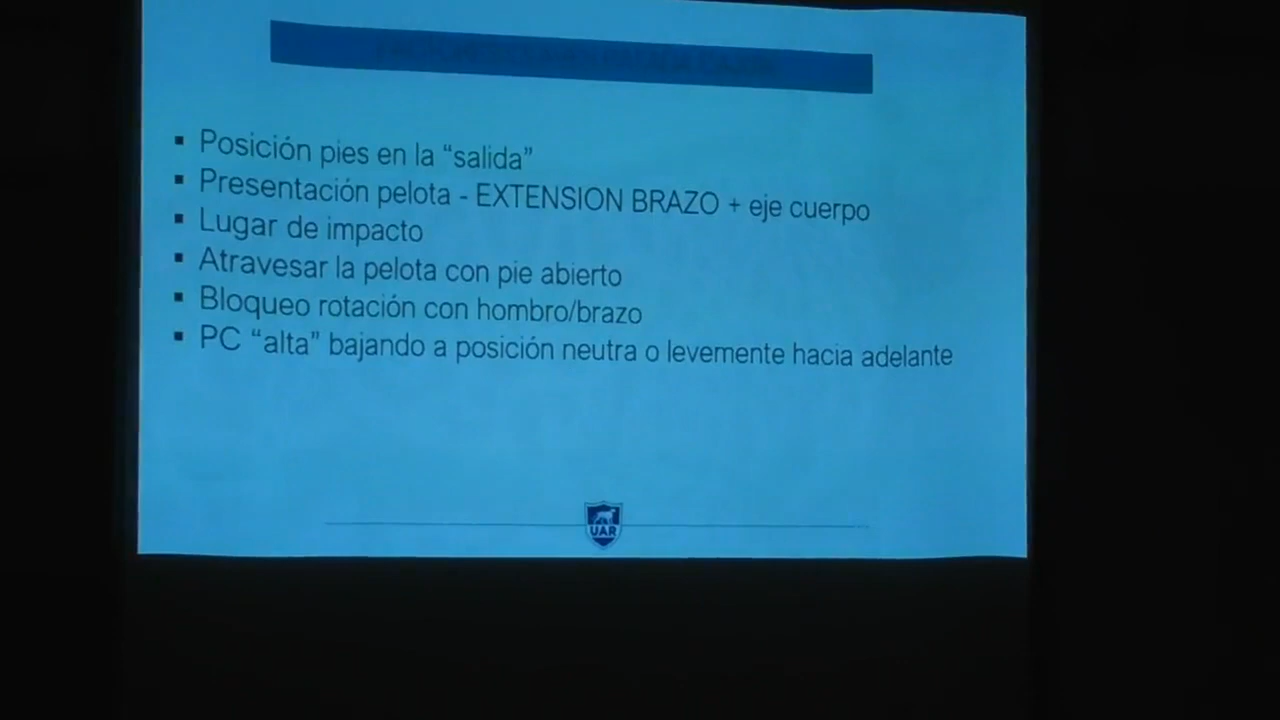 ▪ Posición pies en la “salida”
▪ Presentación pelota - EXTENSION BRAZO + eje cuerpo
▪ Lugar de impacto
▪ Atravesar la pelota con pie abierto
▪ Bloqueo rotación con hombro/brazo
▪ PC “alta” bajando a posición neutra o levemente hacia adelante
UAR